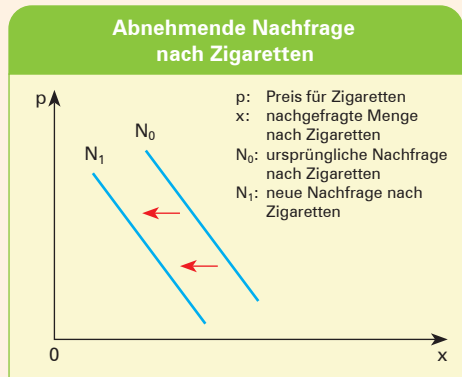 Abnehmende Nachfrage
nach Zigaretten
p
p: Preis für Zigaretten
x: nachgefragte Menge
nach Zigaretten
N₀: ursprüngliche Nachfrage
nach Zigaretten
N₁: neue Nachfrage nach
Zigaretten
N₀
N₁
0
x